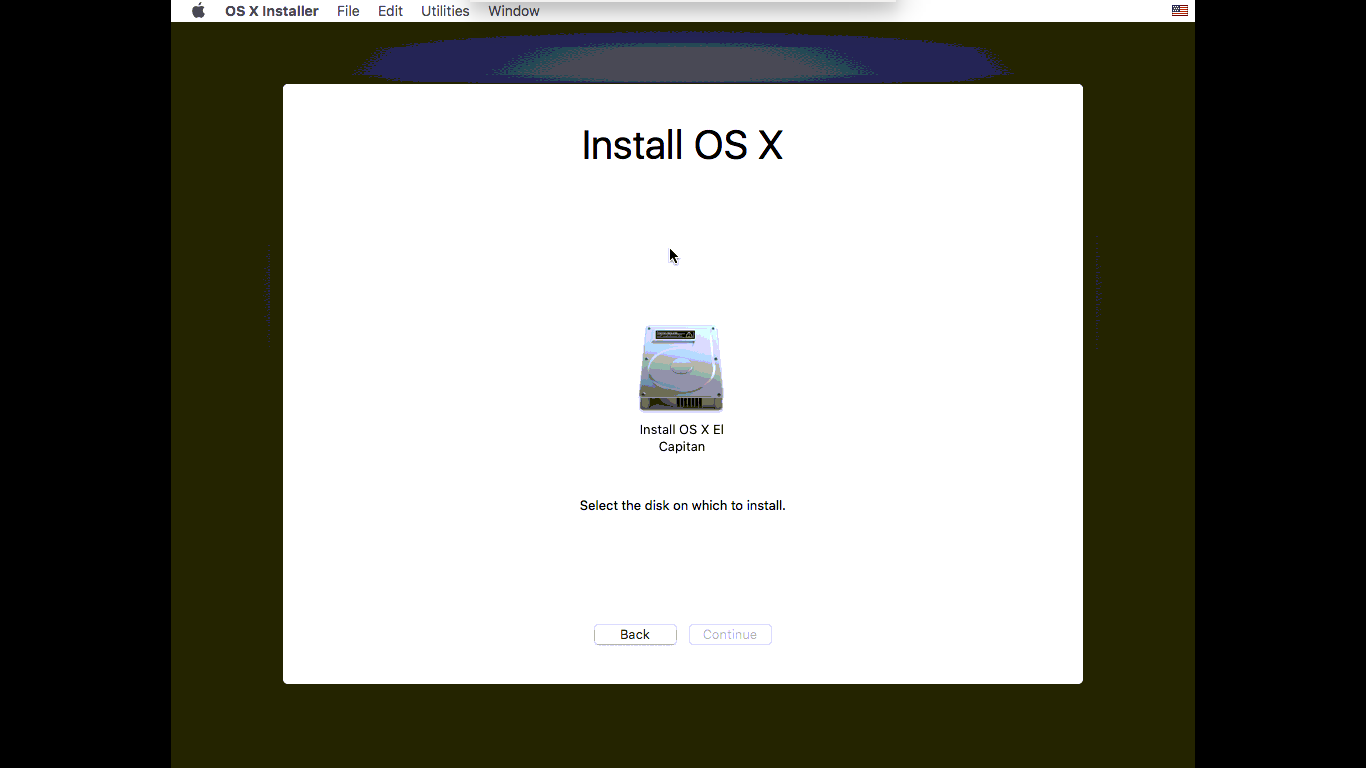 OS X Installer File Edit Utilities Window
Install OS X
Install OS X El
Capitan
Select the disk on which to install.
Back Continue